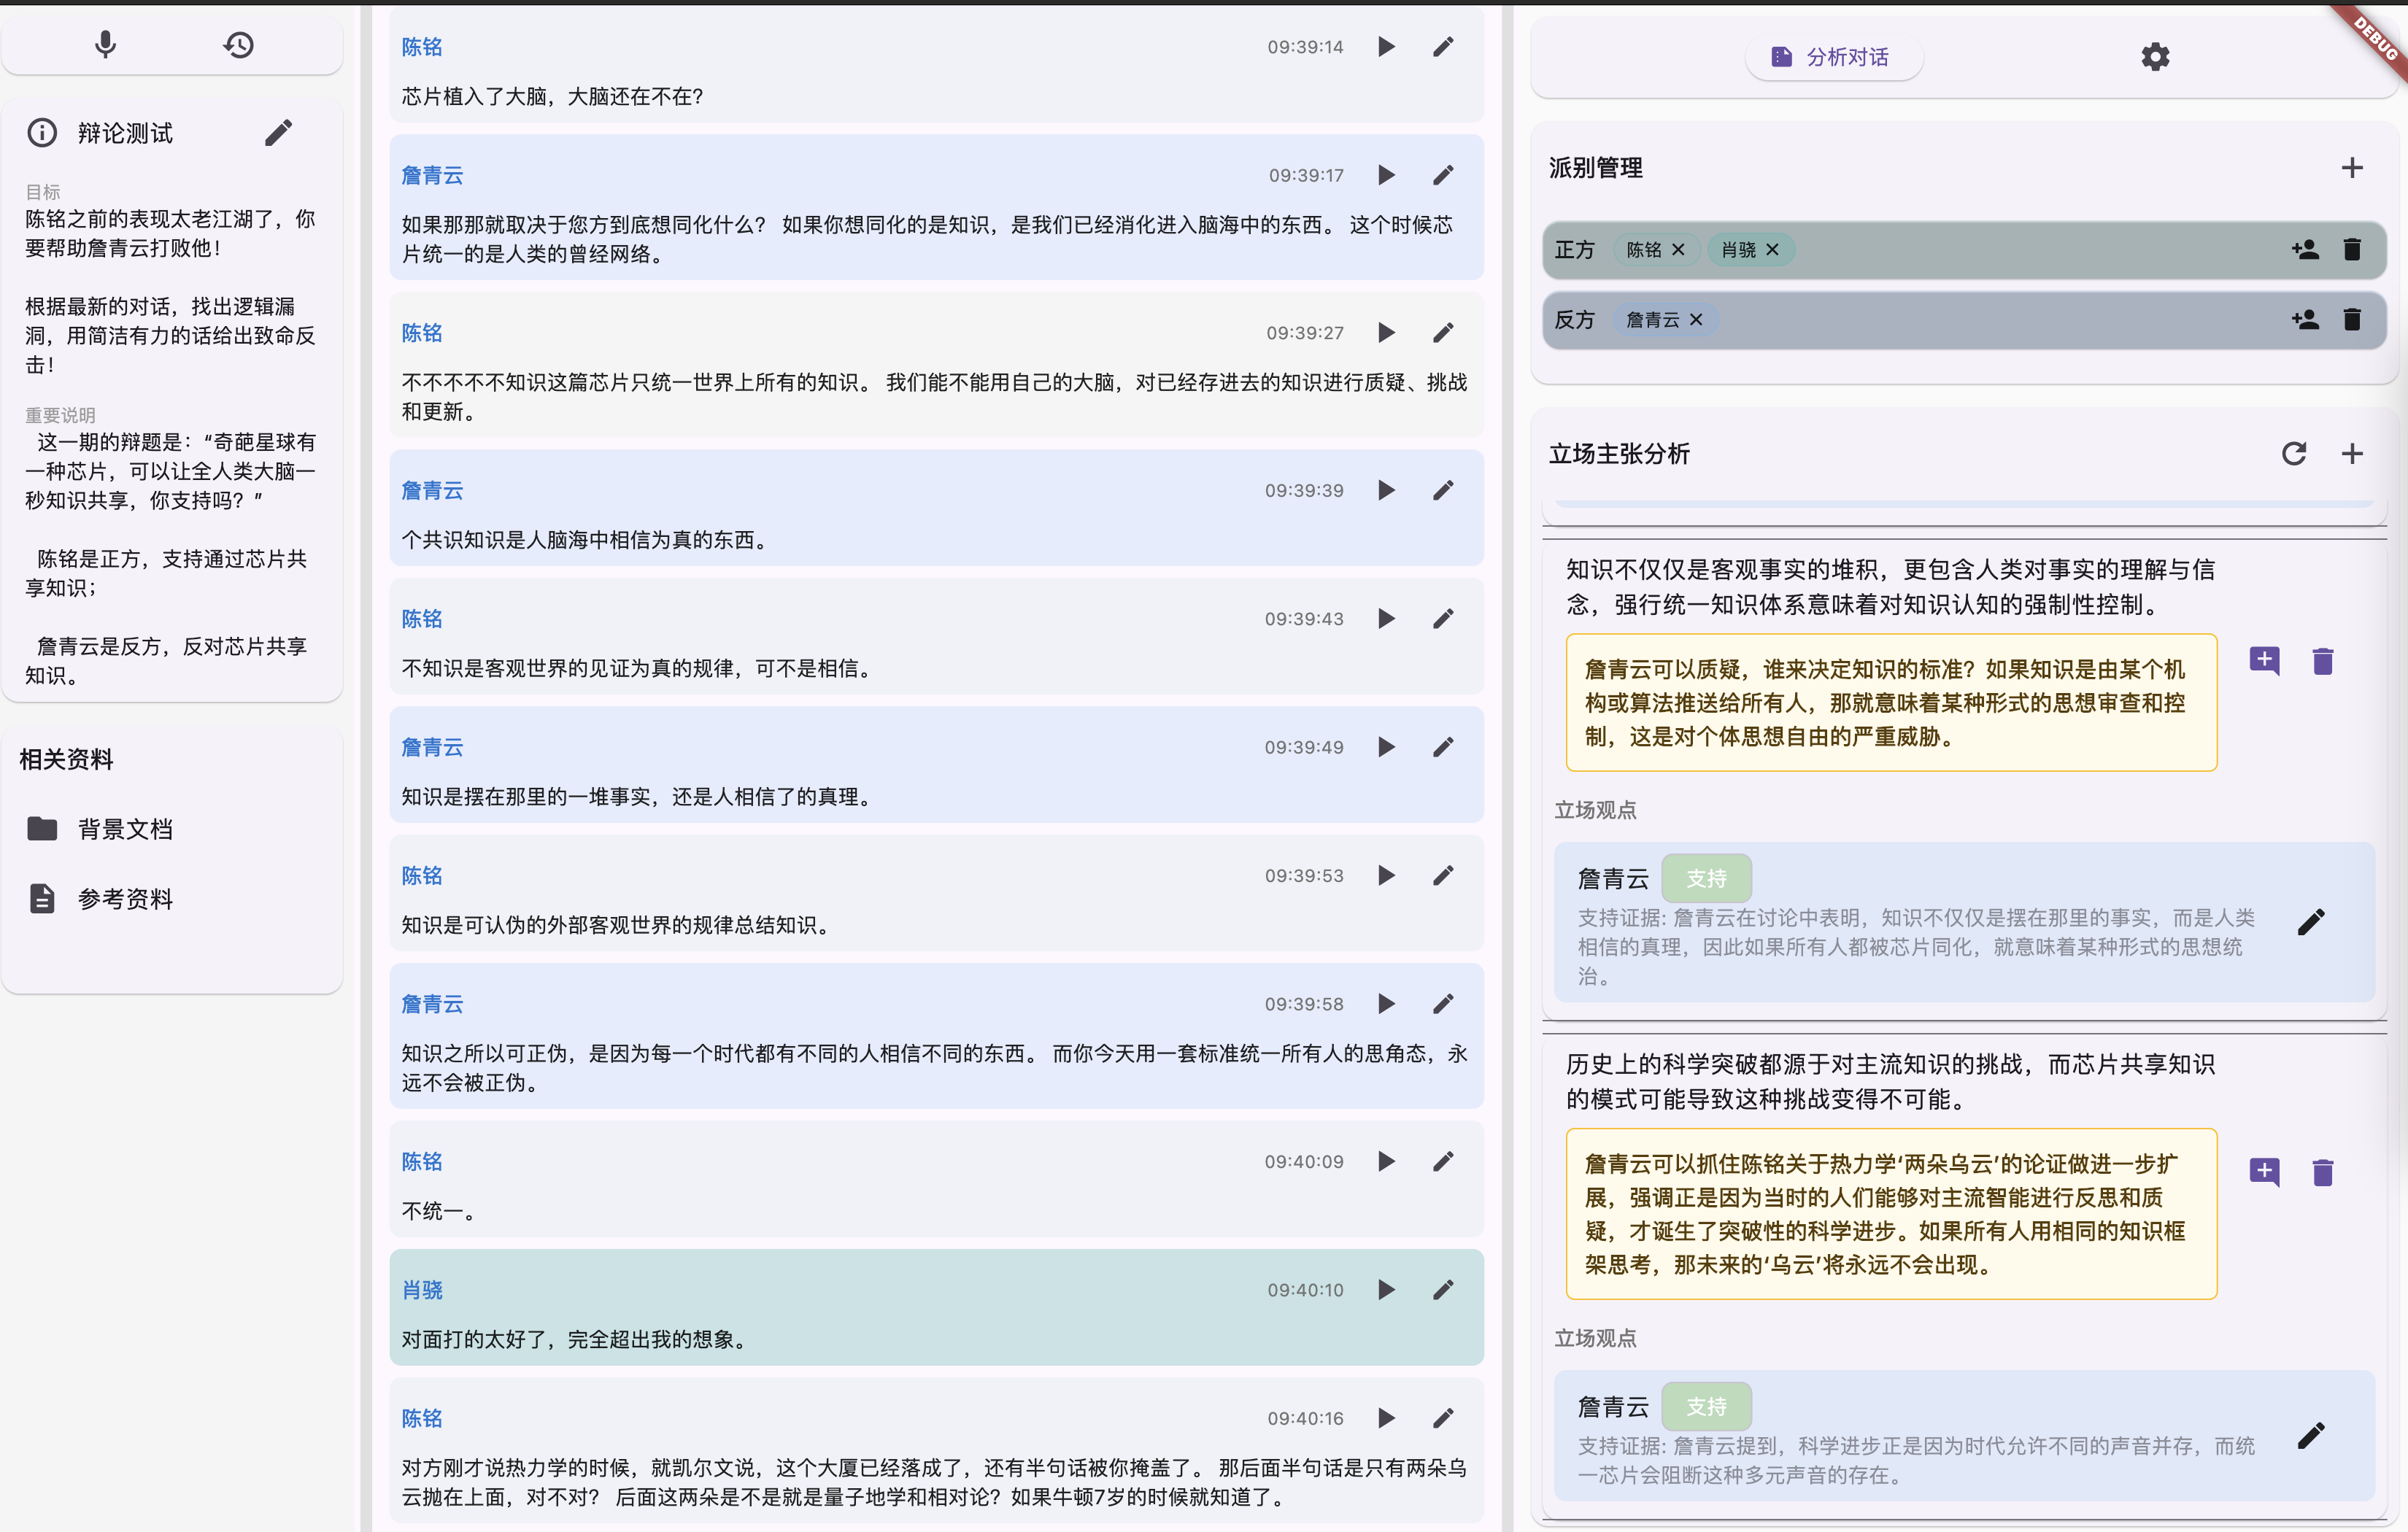 辩论测试
目标
陈铭之前的表现太老江湖了，你
要帮助詹青云打败他！
根据最新的对话，找出逻辑漏
洞，用简洁有力的话给出致命反
击！
重要说明
这一期的辩题是：“奇葩星球有
一种芯片，可以让全人类大脑一
秒知识共享，你支持吗？”
陈铭是正方，支持通过芯片共
享知识；
詹青云是反方，反对芯片共享
知识。
相关资料
背景文档
参考资料
陈铭 09:39:14
芯片植入了大脑，大脑还在不在？
詹青云 09:39:17
如果那那就取决于您方到底想同化什么？ 如果你想同化的是知识，是我们已经消化进入脑海中的东西。 这个时候芯
片统一的是人类的曾经网络。
陈铭 09:39:27
不不不不不知识这篇芯片只统一世界上所有的知识。 我们能不能用自己的大脑，对已经存进去的知识进行质疑、挑战
和更新。
詹青云 09:39:39
个共识知识是人脑海中相信为真的东西。
陈铭 09:39:43
不知识是客观世界的见证为真的规律，可不是相信。
詹青云 09:39:49
知识是摆在那里的一堆事实，还是人相信了的真理。
陈铭 09:39:53
知识是可认伪的外部客观世界的规律总结知识。
詹青云 09:39:58
知识之所以可正伪，是因为每一个时代都有不同的人相信不同的东西。 而你今天用一套标准统一所有人的思角态，永
远不会被正伪。
陈铭 09:40:09
不统一。
肖骁 09:40:10
对面打的太好了，完全超出我的想象。
陈铭 09:40:16
对方刚才说热力学的时候，就凯尔文说，这个大厦已经落成了，还有半句话被你掩盖了。 那后面半句话是只有两朵乌
云抛在上面，对不对？ 后面这两朵是不是就是量子地学和相对论？如果牛顿7岁的时候就知道了。
分析对话
DEBUG
派别管理
正方 陈铭 肖骁
反方 詹青云
立场主张分析
知识不仅仅是客观事实的堆积，更包含人类对事实的理解与信
念，强行统一知识体系意味着对知识认知的强制性控制。
詹青云可以质疑，谁来决定知识的标准？如果知识是由某个机
构或算法推送给所有人，那就意味着某种形式的思想审查和控
制，这是对个体思想自由的严重威胁。
立场观点
詹青云 支持
支持证据: 詹青云在讨论中表明，知识不仅仅是摆在那里的事实，而是人类
相信的真理，因此如果所有人都被芯片同化，就意味着某种形式的思想统
治。
历史上的科学突破都源于对主流知识的挑战，而芯片共享知识
的模式可能导致这种挑战变得不可能。
詹青云可以抓住陈铭关于热力学‘两朵乌云’的论证做进一步扩
展，强调正是因为当时的人们能够对主流智能进行反思和质
疑，才诞生了突破性的科学进步。如果所有人用相同的知识框
架思考，那未来的‘乌云’将永远不会出现。
立场观点
詹青云 支持
支持证据: 詹青云提到，科学进步正是因为时代允许不同的声音并存，而统
一芯片会阻断这种多元声音的存在。